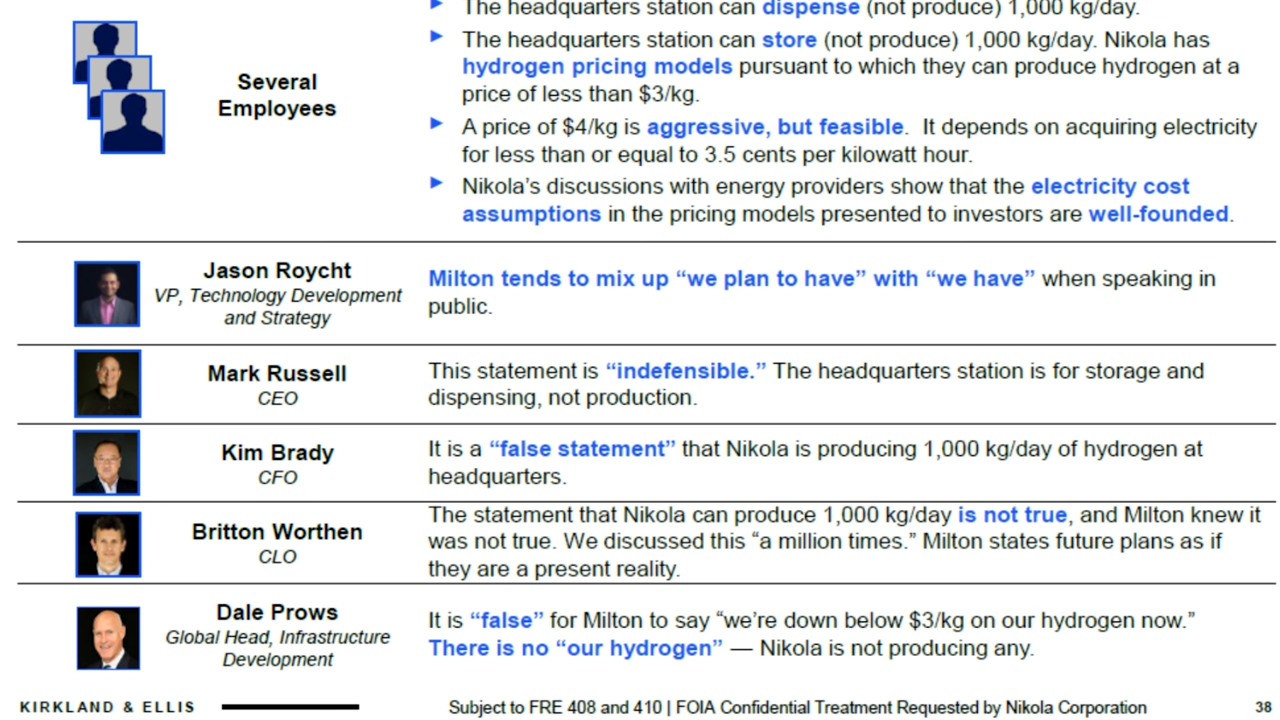 The headquarters station can dispense (not produce) 1,000 kg/day.
Several
Employees
The headquarters station can store (not produce) 1,000 kg/day. Nikola has
hydrogen pricing models pursuant to which they can produce hydrogen at a
price of less than $3/kg.
A price of $4/kg is aggressive, but feasible. It depends on acquiring electricity
for less than or equal to 3.5 cents per kilowatt hour.
Nikola's discussions with energy providers show that the electricity cost
assumptions in the pricing models presented to investors are well-founded.
Jason Roycht
VP, Technology Development
and Strategy
Milton tends to mix up “we plan to have” with “we have” when speaking in
public.
Mark Russell
CEO
This statement is “indefensible.” The headquarters station is for storage and
dispensing, not production.
Kim Brady
CFO
It is a “false statement” that Nikola is producing 1,000 kg/day of hydrogen at
headquarters.
Britton Worthen
CLO
The statement that Nikola can produce 1,000 kg/day is not true, and Milton knew it
was not true. We discussed this “a million times.” Milton states future plans as if
they are a present reality.
Dale Prows
Global Head, Infrastructure
Development
It is “false” for Milton to say “we're down below $3/kg on our hydrogen now.”
There is no “our hydrogen” — Nikola is not producing any.
KIRKLAND & ELLIS
Subject to FRE 408 and 410 | FOIA Confidential Treatment Requested by Nikola Corporation
38